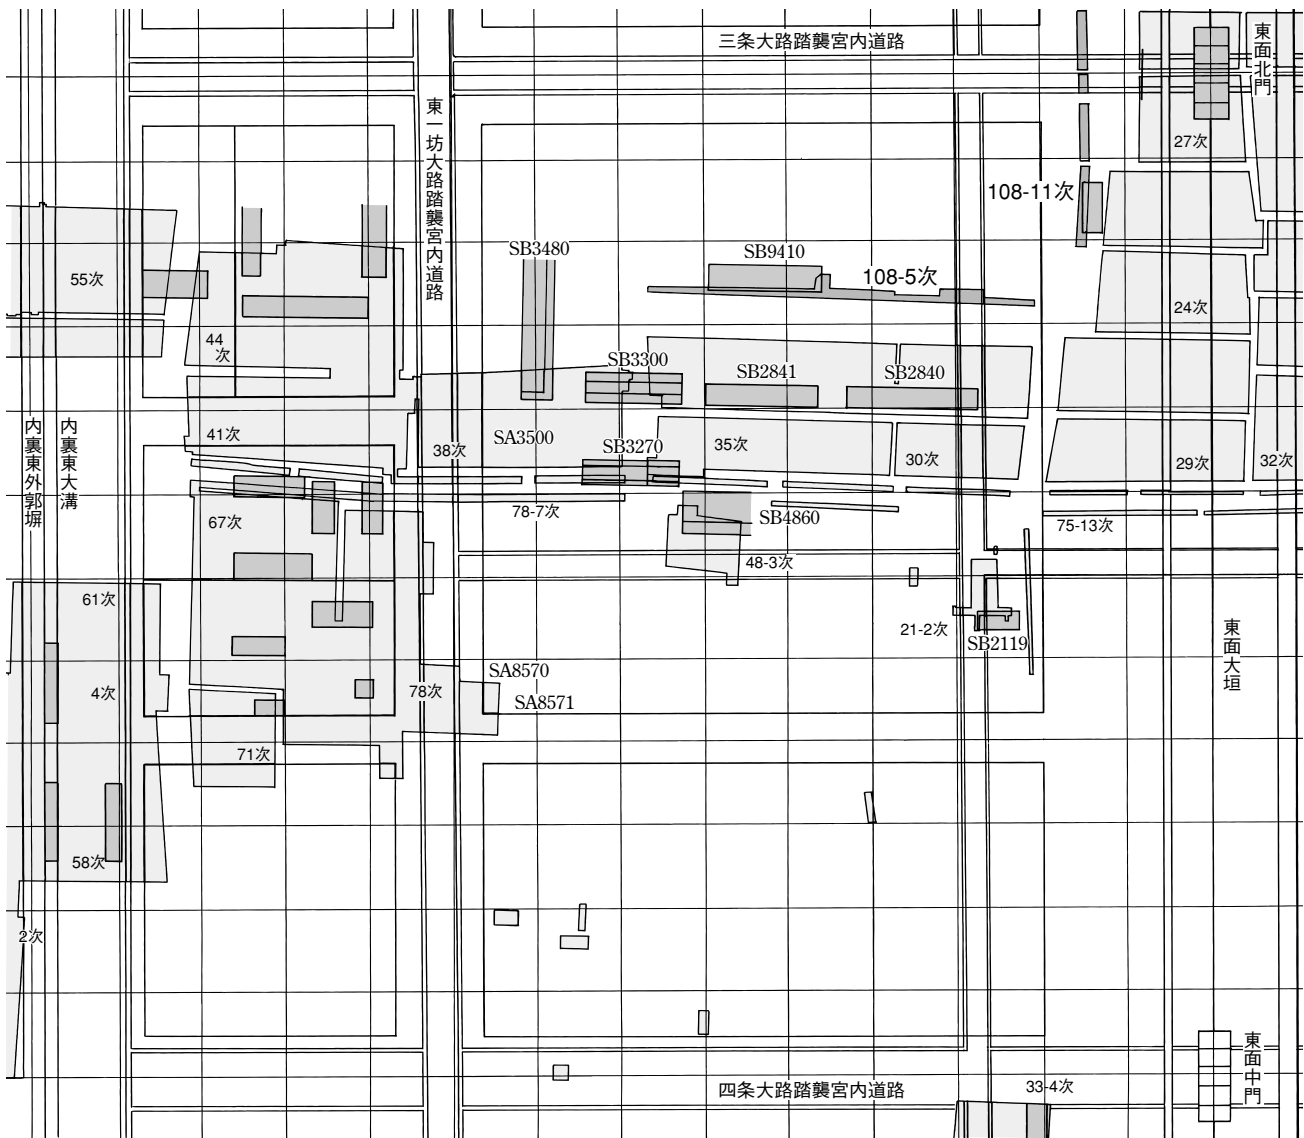 三条大路踏襲宮内道路
東面北門
東一坊大路踏襲宮内道路
27次
108-11次
SB3480
SB9410
108-5次
55次
24次
44次
SB3300
SB2841
SB2840
内裏東外郭塀
内裏東大溝
41次
38次
SA3500
SB3270
35次
30次
29次
32次
67次
78-7次
SB4860
75-13次
48-3次
61次
21-2次
SB2119
東面大垣
4次
78次
SA8570
SA8571
71次
58次
2次
四条大路踏襲宮内道路
33-4次
東面中門